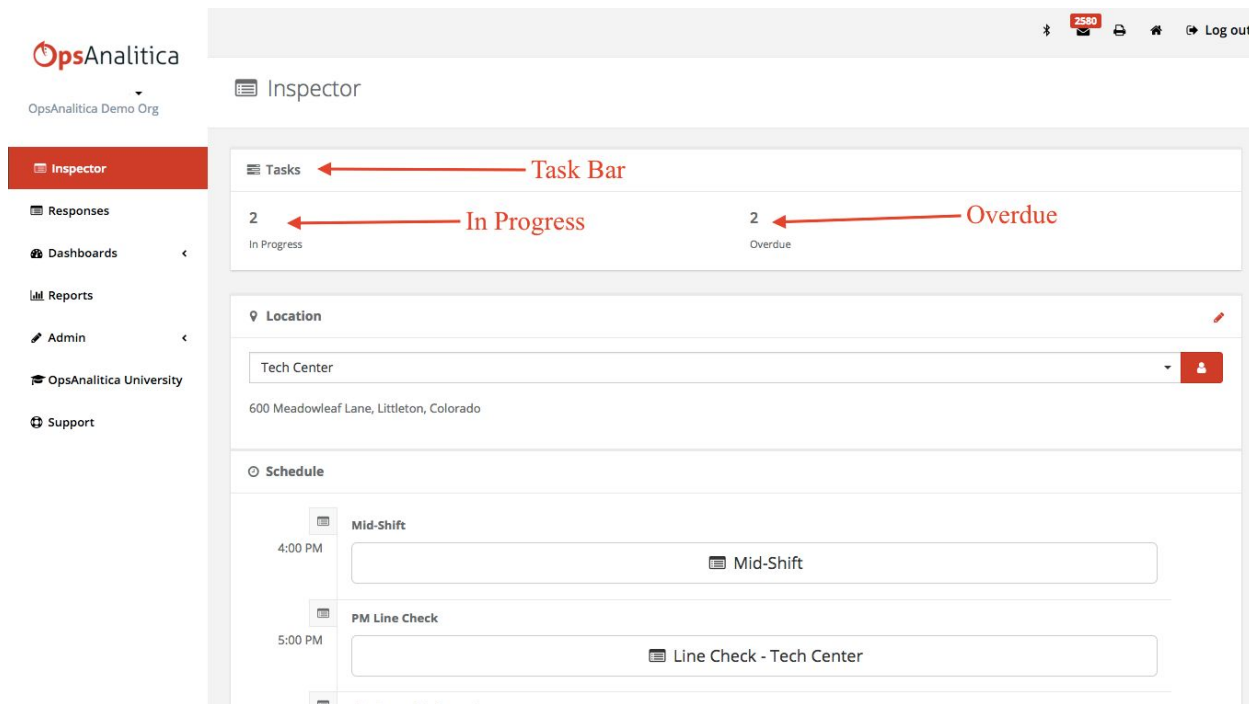 2580
Log out
OpsAnalitica
OpsAnalitica Demo Org
Inspector
Inspector
Responses
Dashboards
Reports
Admin
OpsAnalitica University
Support
Tasks
Task Bar
2
In Progress
2
Overdue
In Progress
Overdue
Location
Tech Center
600 Meadowleaf Lane, Littleton, Colorado
Schedule
Mid-Shift
4:00 PM
Mid-Shift
PM Line Check
5:00 PM
Line Check - Tech Center